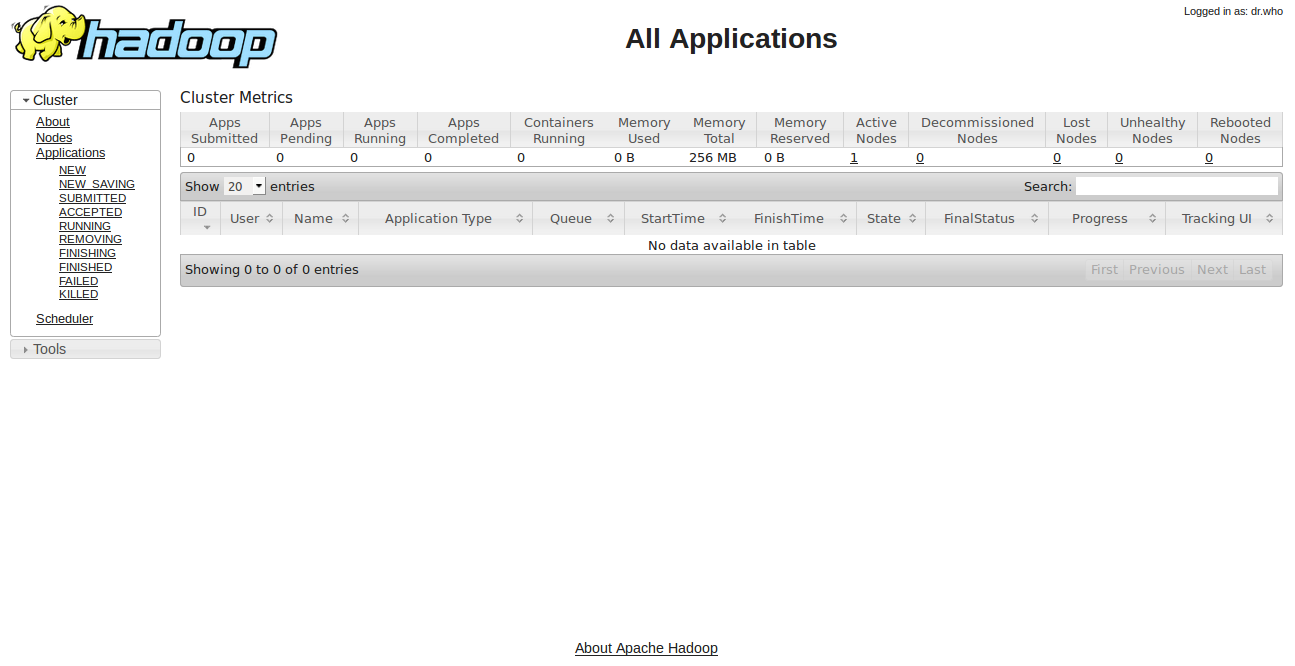 Logged in as: dr.who
hadoop
All Applications
Cluster
About
Nodes
Applications
NEW
NEW_SAVING
SUBMITTED
ACCEPTED
RUNNING
REMOVING
FINISHING
FINISHED
FAILED
KILLED
Scheduler
Tools
Cluster Metrics
Apps Submitted Apps Pending Apps Running Apps Completed Containers Running Memory Used Memory Total Memory Reserved Active Nodes Decommissioned Nodes Lost Nodes Unhealthy Nodes Rebooted Nodes
0 0 0 0 0 0 B 256 MB 0 B 1 0 0 0 0
Show 20 entries Search:
ID User Name Application Type Queue StartTime FinishTime State FinalStatus Progress Tracking UI
No data available in table
Showing 0 to 0 of 0 entries First Previous Next Last
About Apache Hadoop